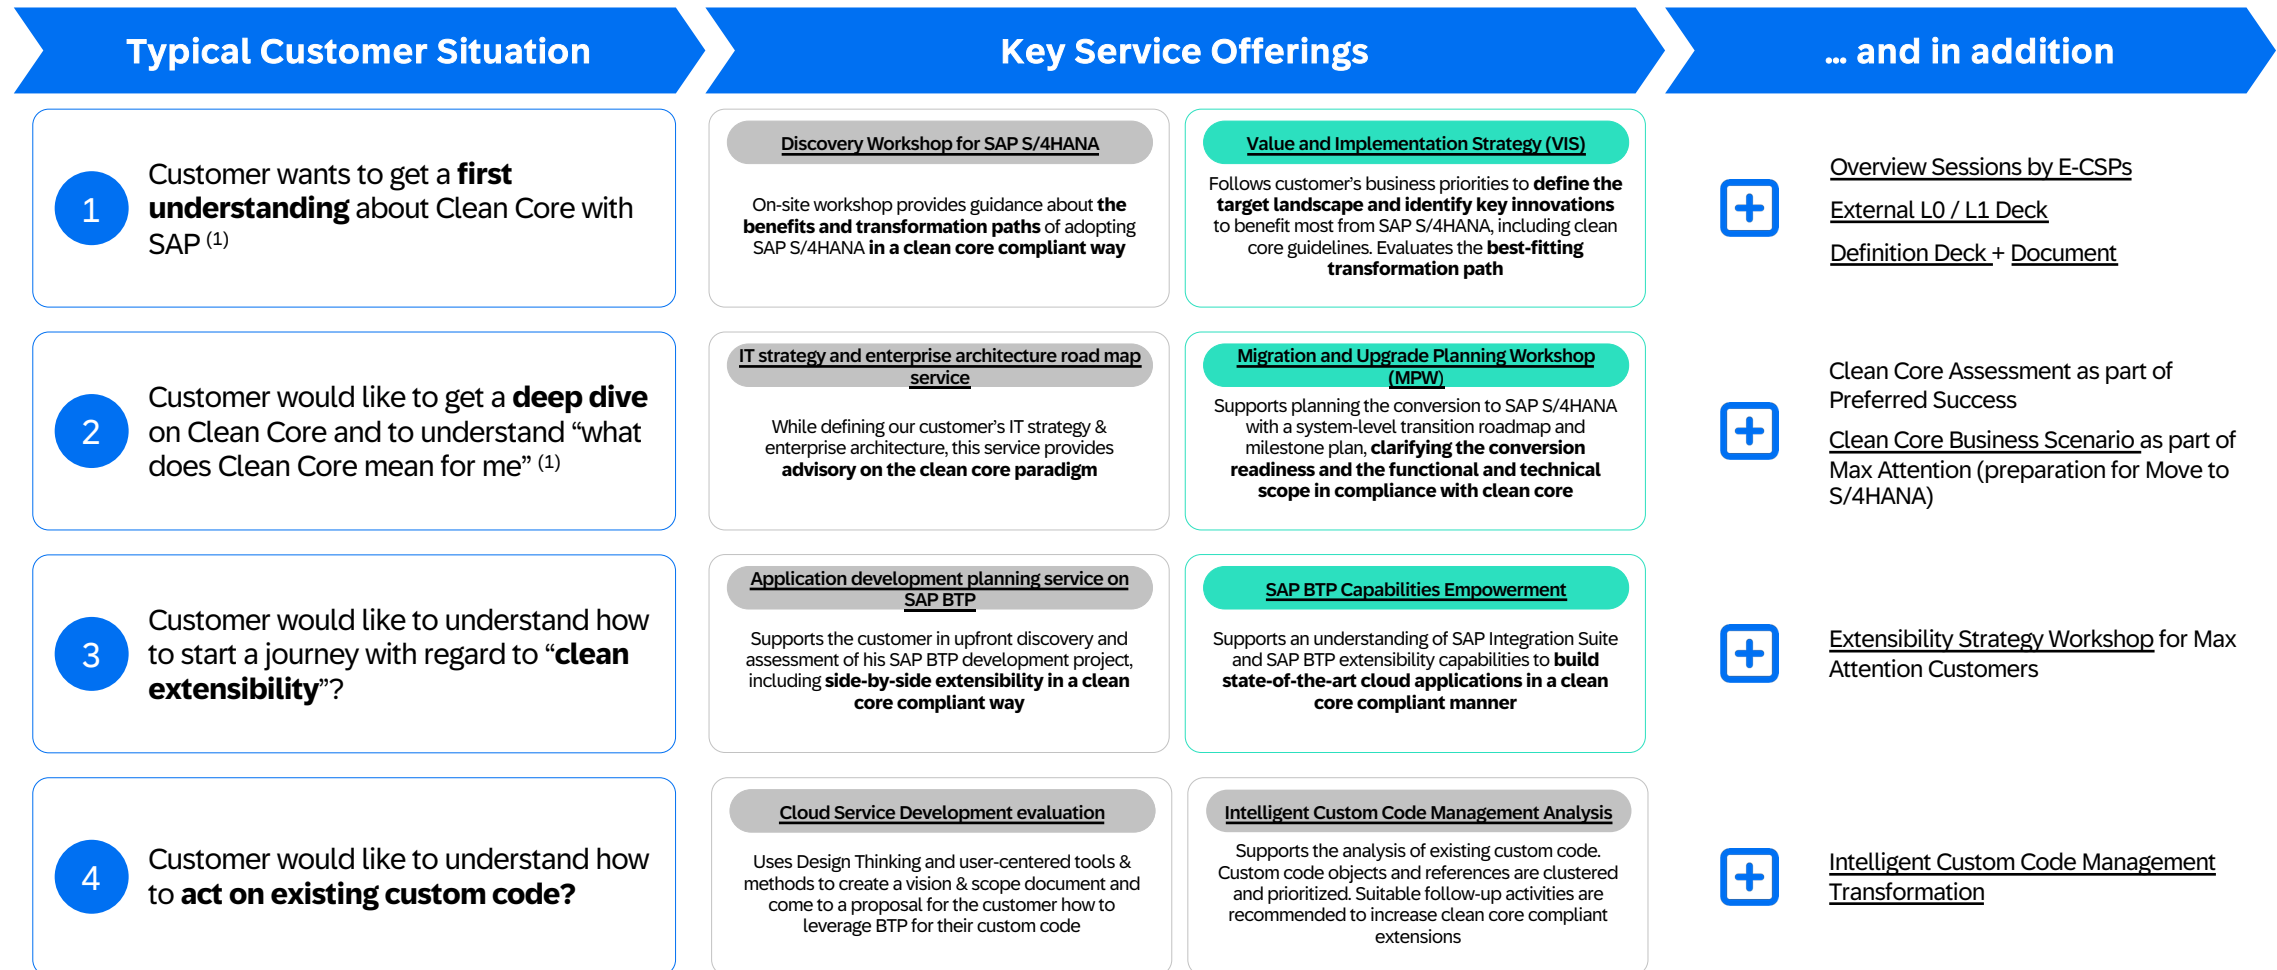 Typical Customer Situation
Key Service Offerings
... and in addition
1
Customer wants to get a first
understanding about Clean Core with
SAP (1)
Discovery Workshop for SAP S/4HANA
On-site workshop provides guidance about the
benefits and transformation paths of adopting
SAP S/4HANA in a clean core compliant way
Value and Implementation Strategy (VIS)
Follows customer's business priorities to define the
target landscape and identify key innovations
to benefit most from SAP S/4HANA, including clean
core guidelines. Evaluates the best-fitting
transformation path
Overview Sessions by E-CSPs
External L0 / L1 Deck
Definition Deck + Document
2
Customer would like to get a deep dive
on Clean Core and to understand “what
does Clean Core mean for me” (1)
IT strategy and enterprise architecture road map
service
While defining our customer's IT strategy &
enterprise architecture, this service provides
advisory on the clean core paradigm
Migration and Upgrade Planning Workshop
(MPW)
Supports planning the conversion to SAP S/4HANA
with a system-level transition roadmap and
milestone plan, clarifying the conversion
readiness and the functional and technical
scope in compliance with clean core
Clean Core Assessment as part of
Preferred Success
Clean Core Business Scenario as part of
Max Attention (preparation for Move to
S/4HANA)
3
Customer would like to understand how
to start a journey with regard to “clean
extensibility”?
Application development planning service on
SAP BTP
Supports the customer in upfront discovery and
assessment of his SAP BTP development project,
including side-by-side extensibility in a clean
core compliant way
SAP BTP Capabilities Empowerment
Supports an understanding of SAP Integration Suite
and SAP BTP extensibility capabilities to build
state-of-the-art cloud applications in a clean
core compliant manner
Extensibility Strategy Workshop for Max
Attention Customers
4
Customer would like to understand how
to act on existing custom code?
Cloud Service Development evaluation
Uses Design Thinking and user-centered tools &
methods to create a vision & scope document and
come to a proposal for the customer how to
leverage BTP for their custom code
Intelligent Custom Code Management Analysis
Supports the analysis of existing custom code.
Custom code objects and references are clustered
and prioritized. Suitable follow-up activities are
recommended to increase clean core compliant
extensions
Intelligent Custom Code Management
Transformation